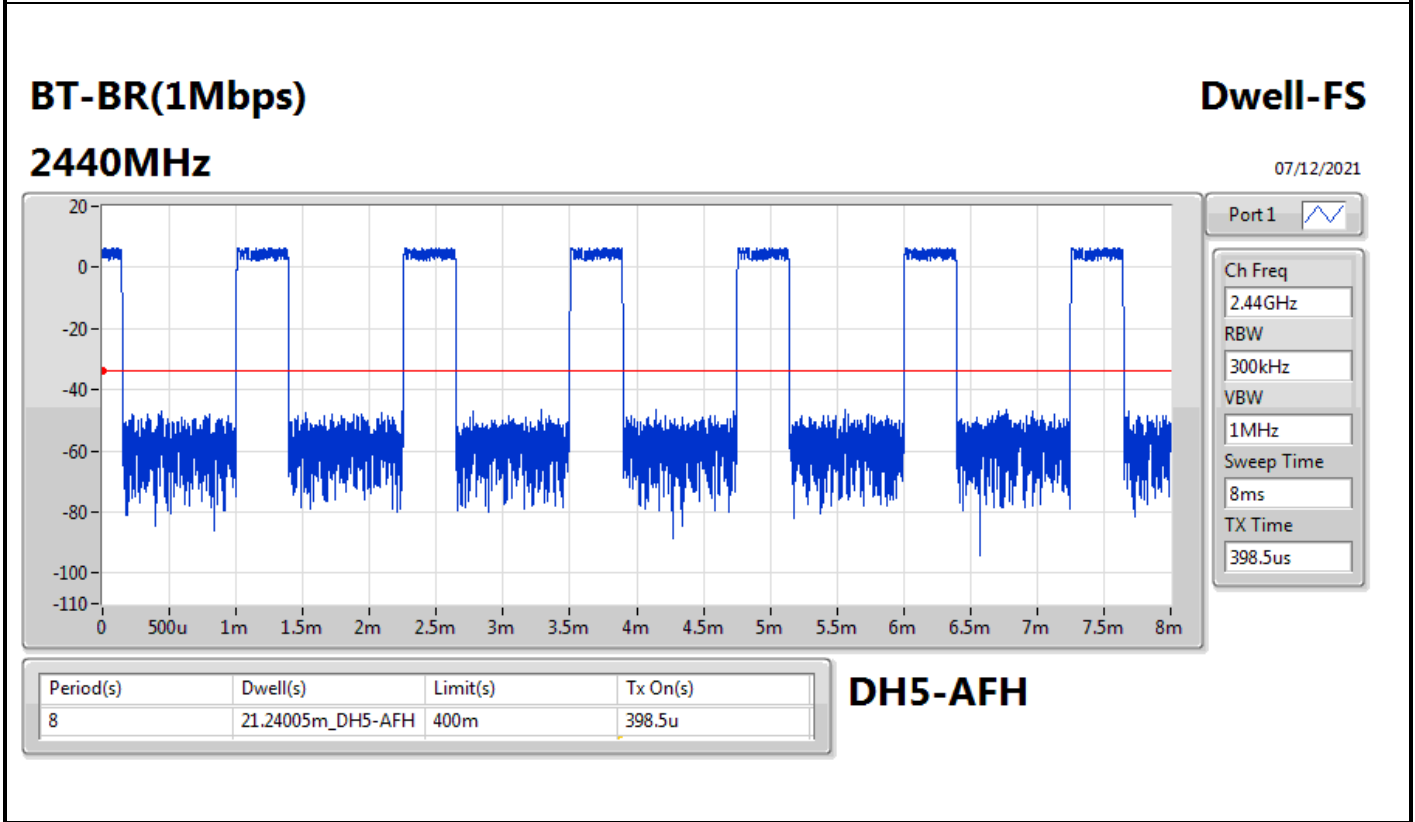 BT-BR(1Mbps)
Dwell-FS
2440MHz
07/12/2021
20
0
-20
-40
-60
-80
-100
-110
0 500u 1m 1.5m 2m 2.5m 3m 3.5m 4m 4.5m 5m 5.5m 6m 6.5m 7m 7.5m 8m
Port 1
Ch Freq
2.44GHz
RBW
300kHz
VBW
1MHz
Sweep Time
8ms
TX Time
398.5us
Period(s) Dwell(s) Limit(s) Tx On(s)
8 21.24005m_DH5-AFH 400m 398.5u
DH5-AFH